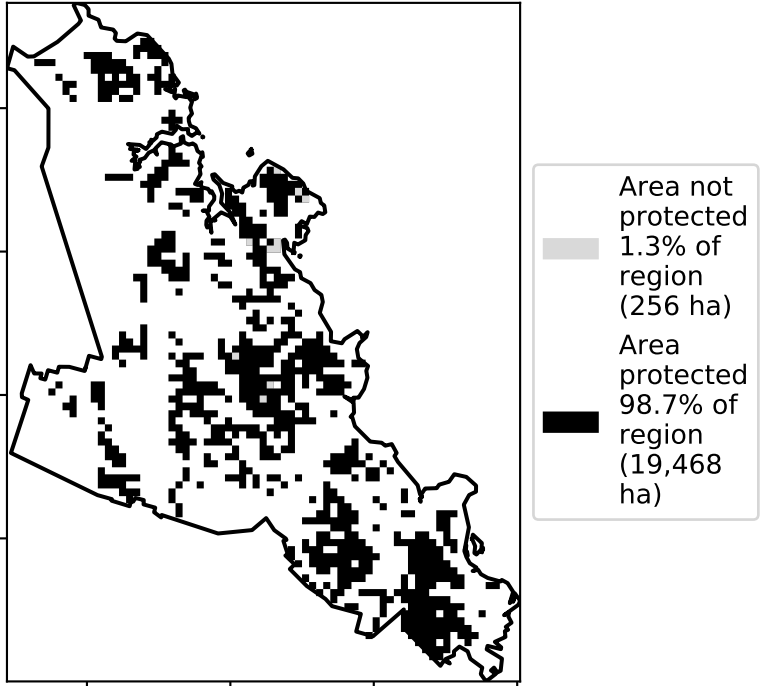 Area not
protected
1.3% of
region
(256 ha)
Area
protected
98.7% of
region
(19,468
ha)